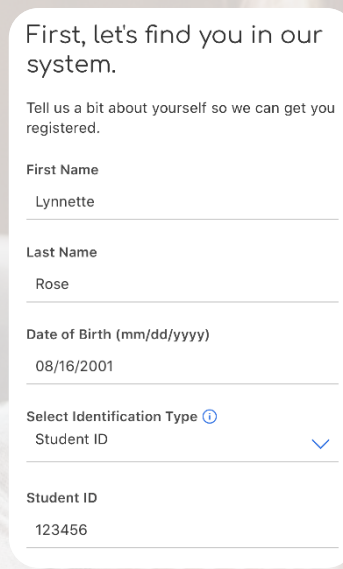 First, let's find you in our
system.
Tell us a bit about yourself so we can get you
registered.
First Name
Lynnette
Last Name
Rose
Date of Birth (mm/dd/yyyy)
08/16/2001
Select Identification Type
Student ID
Student ID
123456